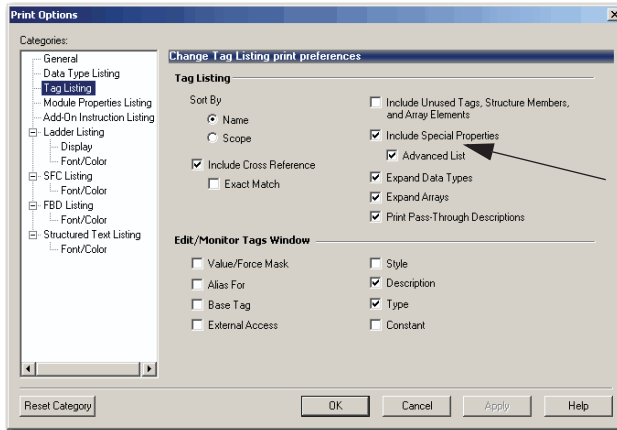 Print Options
Categories:
General
Data Type Listing
Tag Listing
Module Properties Listing
Add-On Instruction Listing
Ladder Listing
Display
Font/Color
SFC Listing
Font/Color
FBD Listing
Font/Color
Structured Text Listing
Font/Color
Change Tag Listing print preferences
Tag Listing
Sort By
Name
Scope
Include Cross Reference
Exact Match
Include Unused Tags, Structure Members,
and Array Elements
Include Special Properties
Advanced List
Expand Data Types
Expand Arrays
Print Pass-Through Descriptions
Edit/Monitor Tags Window
Value/Force Mask
Alias For
Base Tag
External Access
Style
Description
Type
Constant
Reset Category
OK
Cancel
Apply
Help